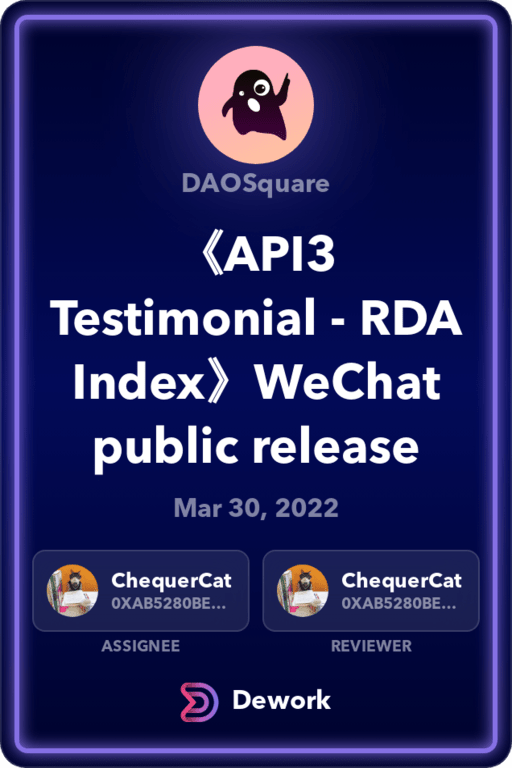 DAOSquare
《API3
Testimonial - RDA
Index》WeChat
public release
Mar 30, 2022
ChequerCat
0XAB5280BE...
ASSIGNEE
ChequerCat
0XAB5280BE...
REVIEWER
Dework